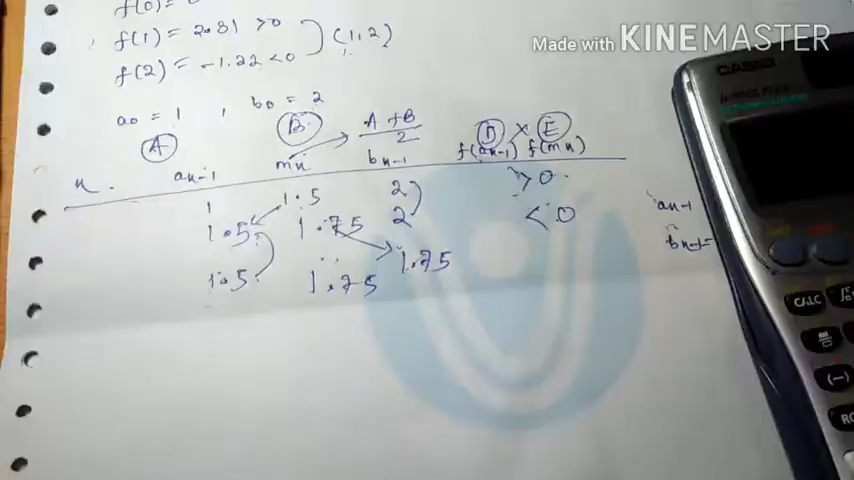 f(0) =
Made with KINEMASTER
f(1) = 2.31 >0
f(2) = -1.22 <0
(1,2)
CASIO
a0 = 1 , b0 = 2
A
B
A+B
2
D × E
n. an-1 mn bn-1 f(an-1) f(mn)
1 1.5 2 >0.
1.5 1.75 2 <0
1.75
1.5. 1.75
an-1
bn-1=
CALC
(-)